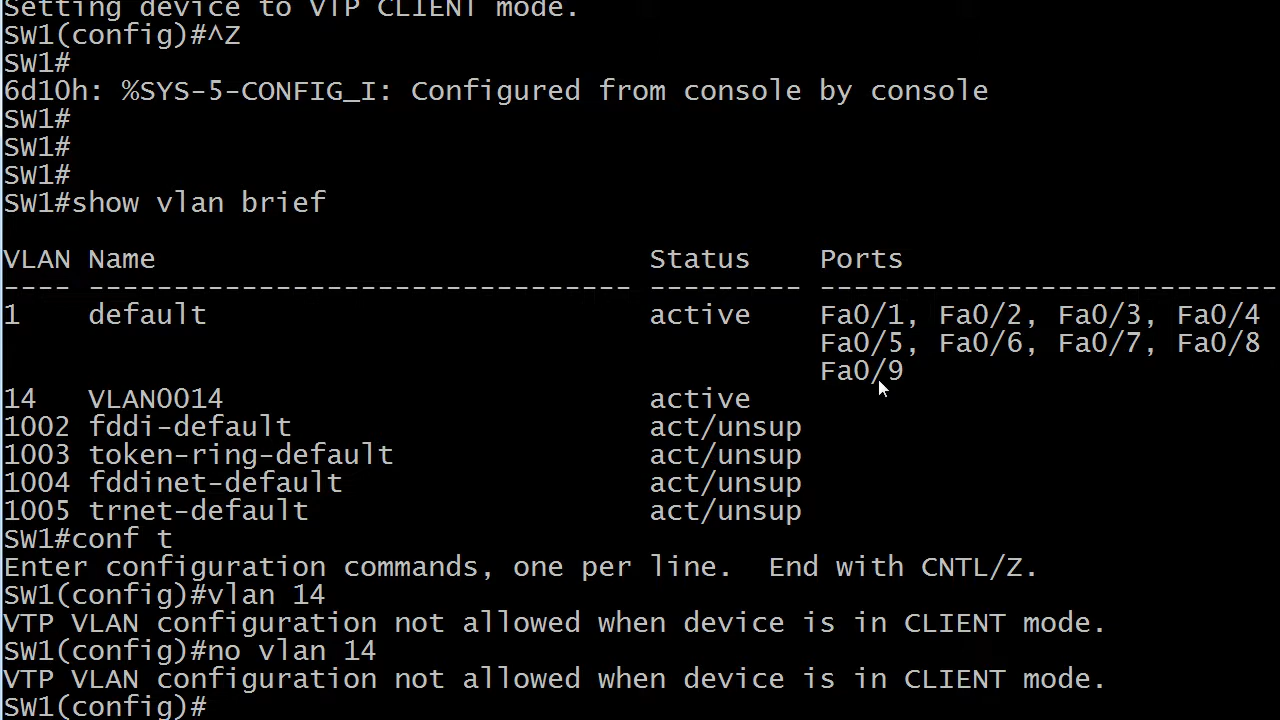 Setting device to VTP CLIENT mode.
SW1(config)#^Z
SW1#
6d10h: %SYS-5-CONFIG_I: Configured from console by console
SW1#
SW1#
SW1#
SW1#show vlan brief
VLAN Name                             Status    Ports
---- -------------------------------- --------- ---------------------------
1    default                          active    Fa0/1, Fa0/2, Fa0/3, Fa0/4
                                                Fa0/5, Fa0/6, Fa0/7, Fa0/8
                                                Fa0/9
14   VLAN0014                         active
1002 fddi-default                     act/unsup
1003 token-ring-default               act/unsup
1004 fddinet-default                  act/unsup
1005 trnet-default                    act/unsup
SW1#conf t
Enter configuration commands, one per line.  End with CNTL/Z.
SW1(config)#vlan 14
VTP VLAN configuration not allowed when device is in CLIENT mode.
SW1(config)#no vlan 14
VTP VLAN configuration not allowed when device is in CLIENT mode.
SW1(config)#